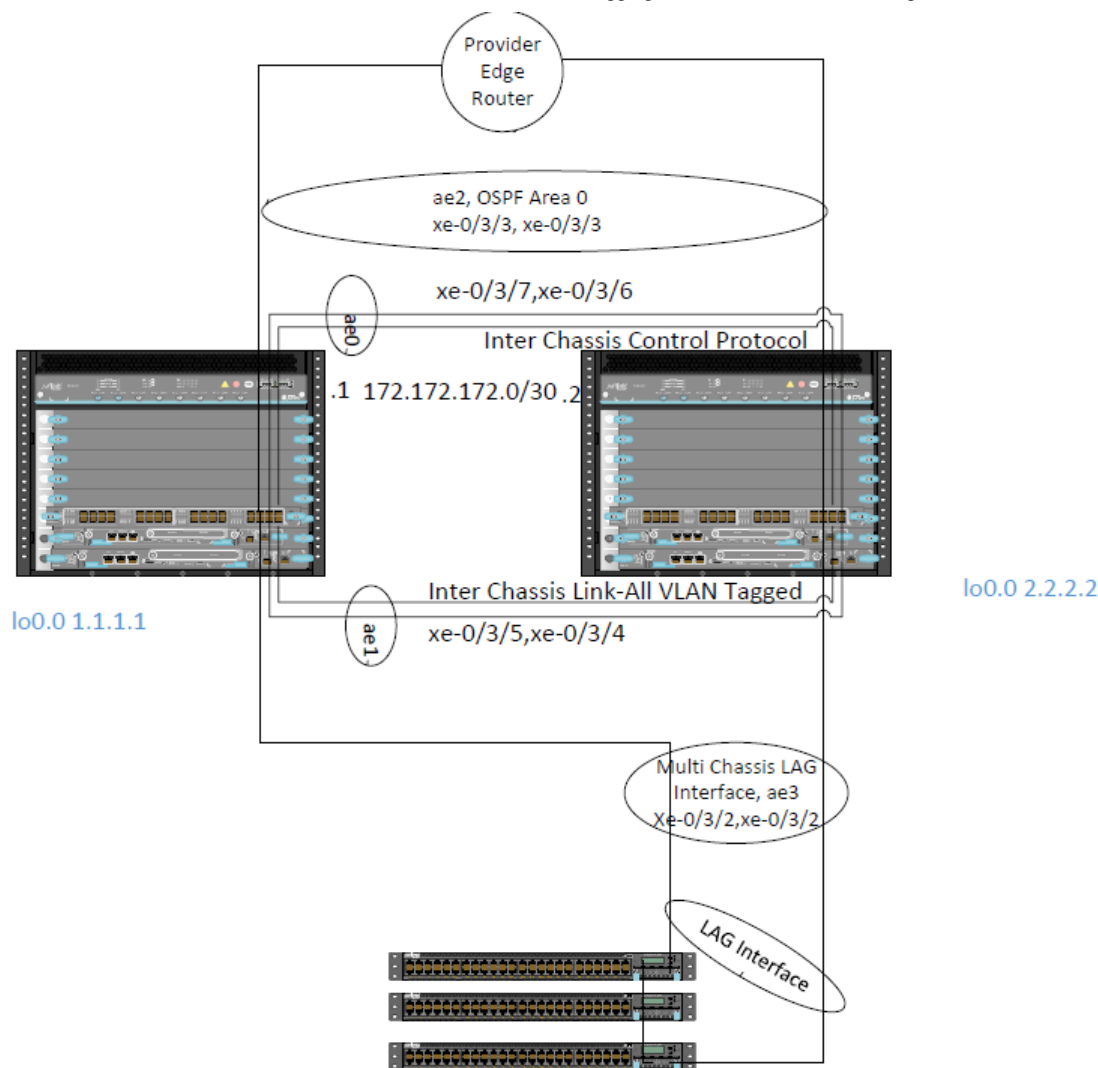 Provider
Edge
Router
ae2, OSPF Area 0
xe-0/3/3, xe-0/3/3
xe-0/3/7,xe-0/3/6
ae0,
Inter Chassis Control Protocol
.1 172.172.172.0/30 .2
Inter Chassis Link-All VLAN Tagged
lo0.0 1.1.1.1
lo0.0 2.2.2.2
xe-0/3/5,xe-0/3/4
ae1,
Multi Chassis LAG
Interface, ae3
Xe-0/3/2,xe-0/3/2
LAG Interface